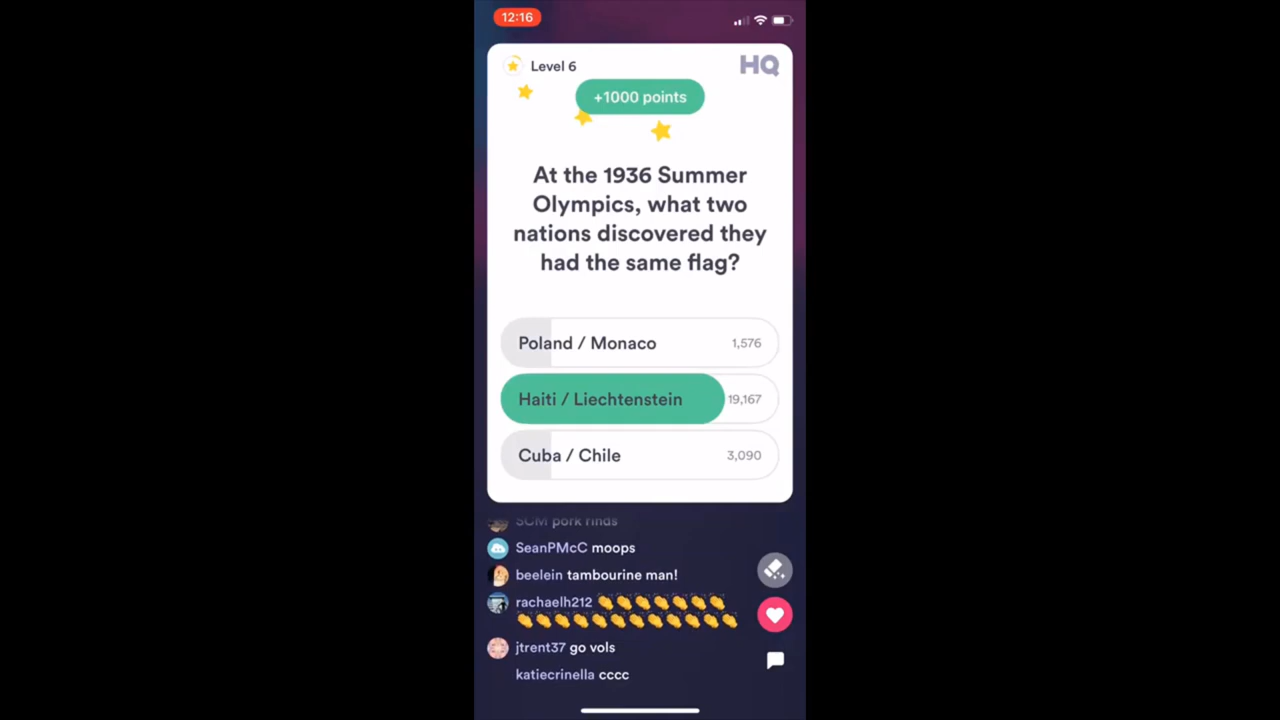 12:16
Level 6
HQ
+1000 points
At the 1936 Summer
Olympics, what two
nations discovered they
had the same flag?
Poland / Monaco 1,576
Haiti / Liechtenstein 19,167
Cuba / Chile 3,090
SCM pork rinds
SeanPMcC moops
beelein tambourine man!
rachaelh212 👏👏👏👏👏👏👏
👏👏👏👏👏👏👏👏👏👏👏👏
jtrent37 go vols
katiecrinella cccc